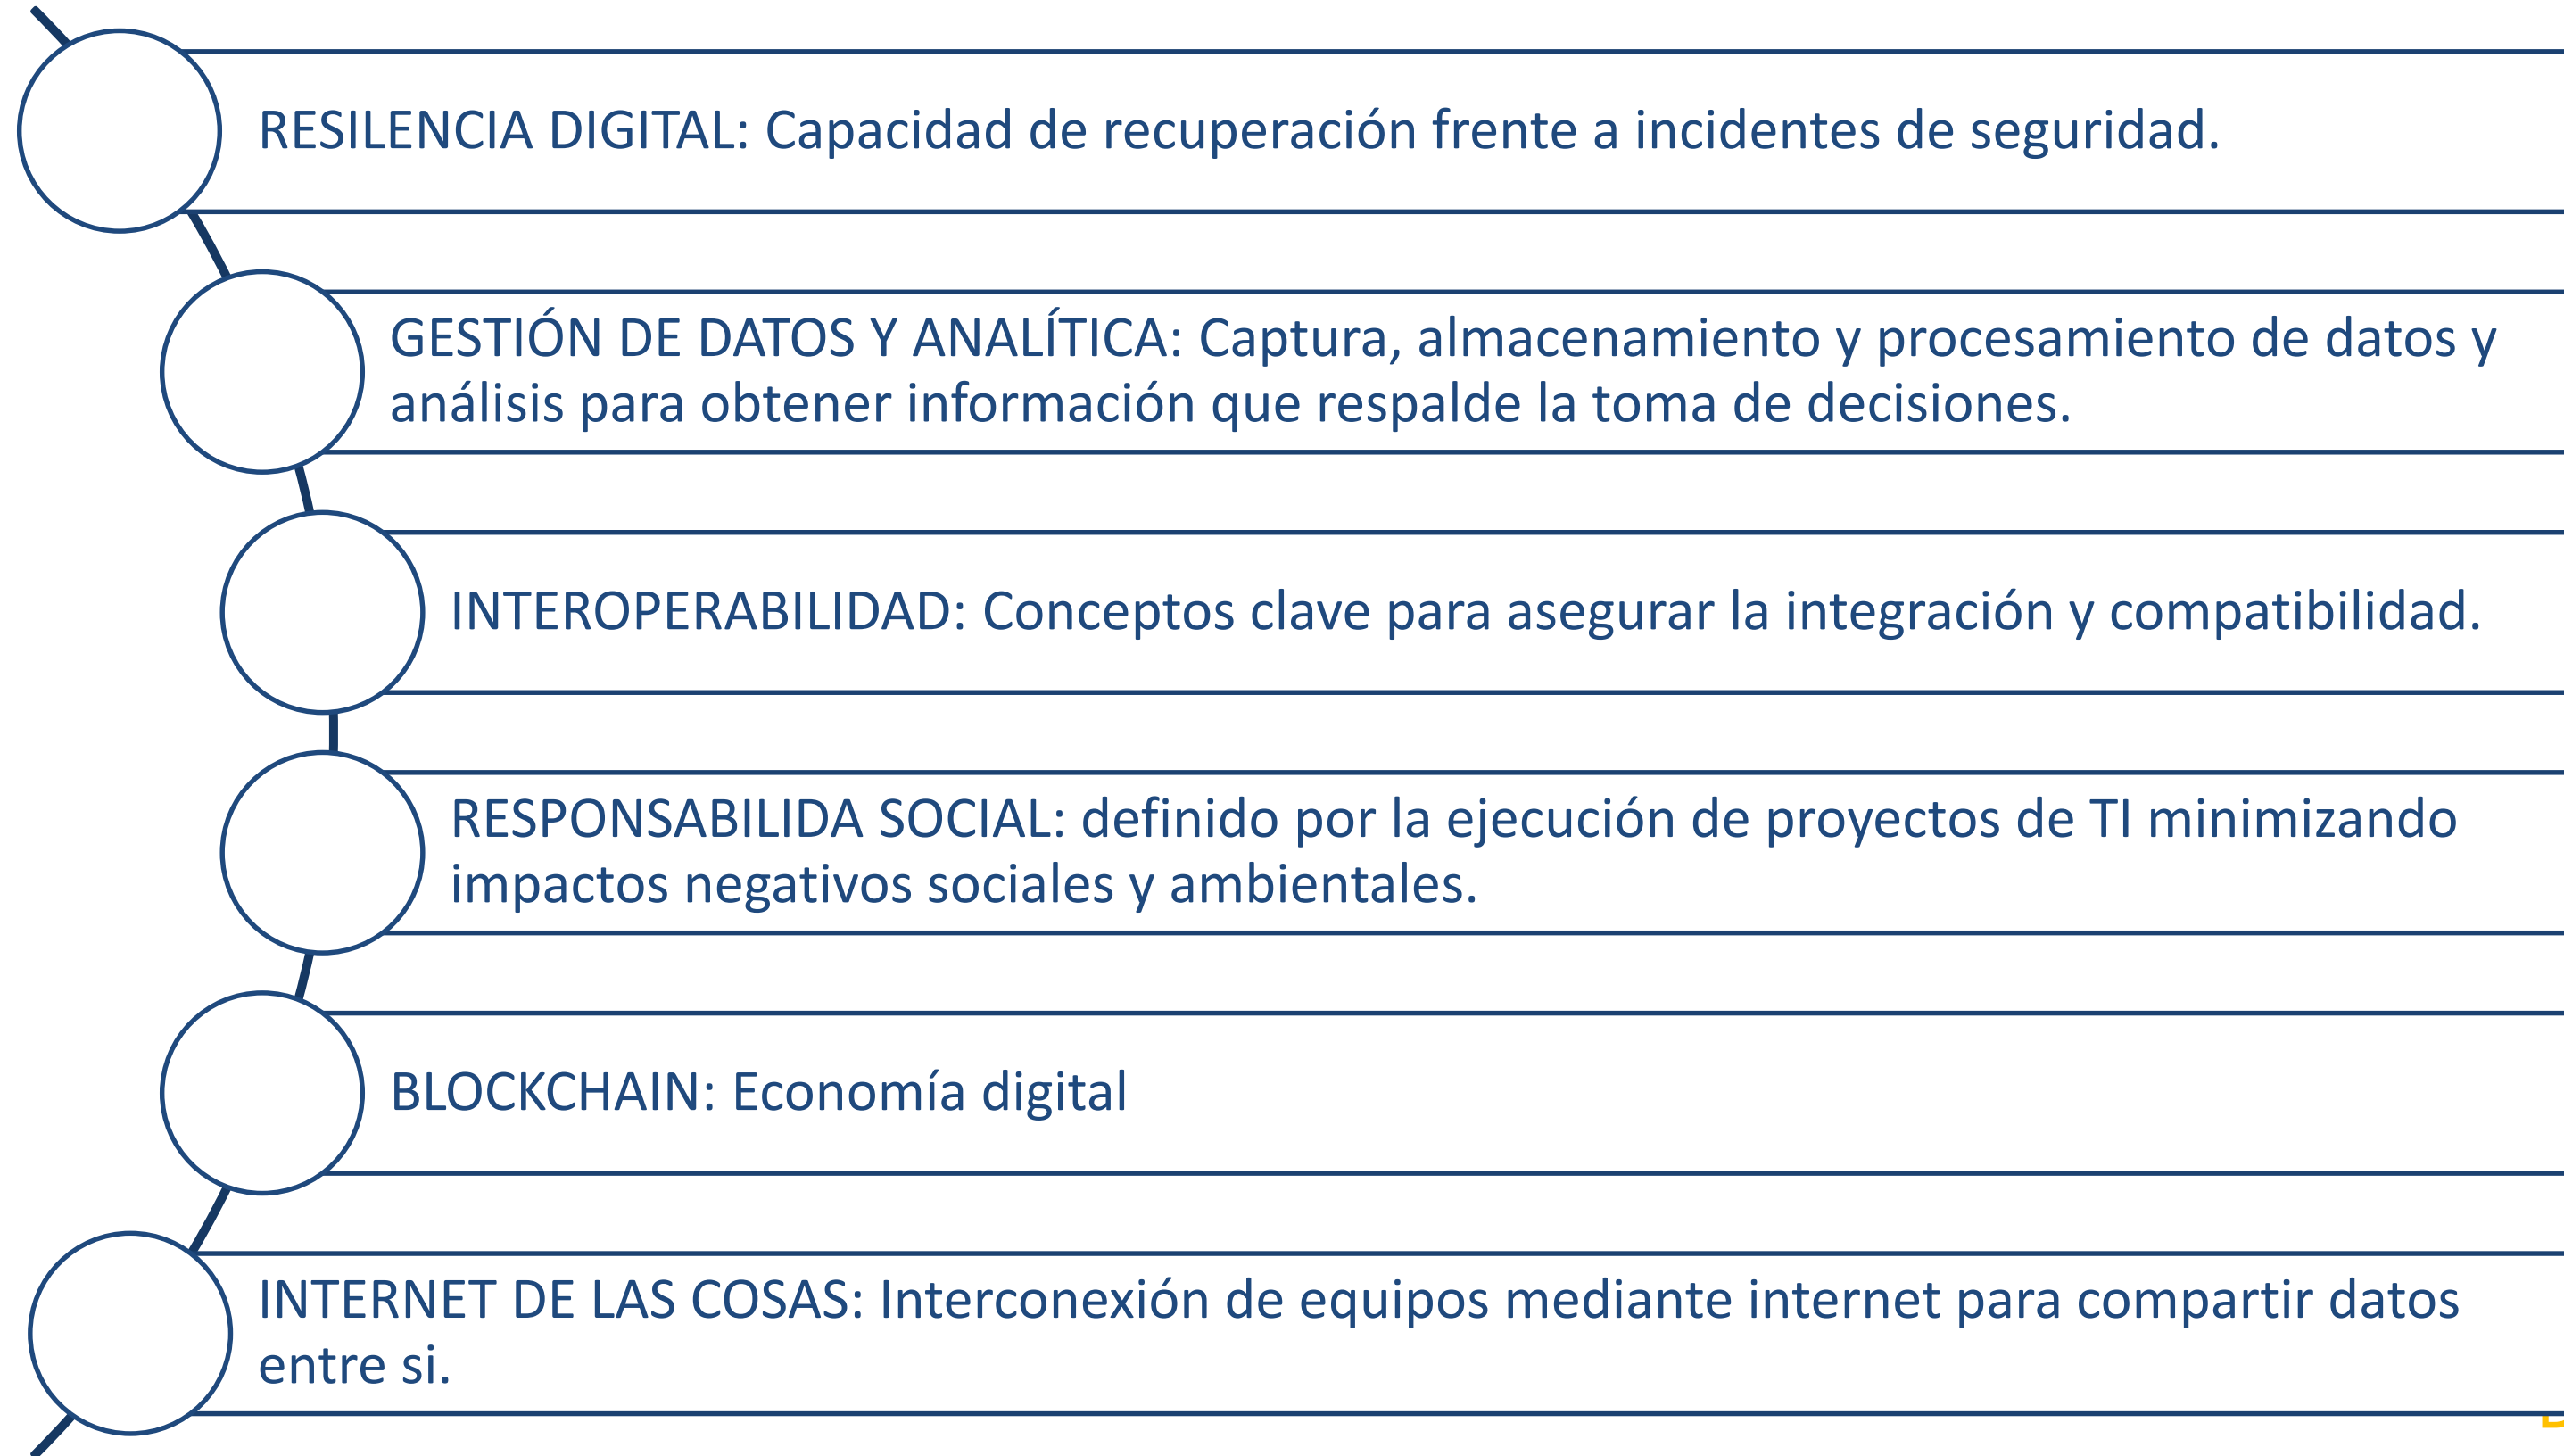 RESILENCIA DIGITAL: Capacidad de recuperación frente a incidentes de seguridad.
GESTIÓN DE DATOS Y ANALÍTICA: Captura, almacenamiento y procesamiento de datos y
análisis para obtener información que respalde la toma de decisiones.
INTEROPERABILIDAD: Conceptos clave para asegurar la integración y compatibilidad.
RESPONSABILIDA SOCIAL: definido por la ejecución de proyectos de TI minimizando
impactos negativos sociales y ambientales.
BLOCKCHAIN: Economía digital
INTERNET DE LAS COSAS: Interconexión de equipos mediante internet para compartir datos
entre si.